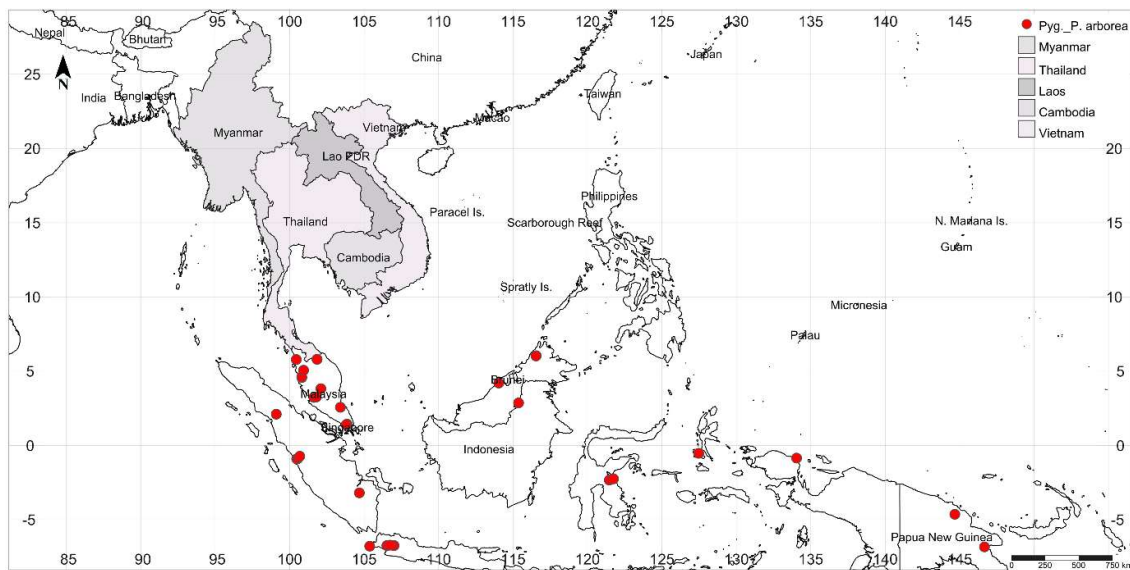 85 90 95 100 105 110 115 120 125 130 135 140 145
Pyg._P. arborea
Myanmar
Thailand
Laos
Cambodia
Vietnam
Nepal
Bhutan
China
Japan
25
25
N
India
Bangladesh
Taiwan
Macao
Myanmar
Vietnam
20
20
Lao PDR
Philippines
Paracel Is.
Thailand
Scarborough Reef
N. Mariana Is.
15
15
Guam
Cambodia
Spratly Is.
10
10
Micronesia
Palau
5
5
Brunei
Malaysia
Singapore
0
0
Indonesia
-5
-5
Papua New Guinea
85 90 95 100 105 110 115 120 125 130 135 140 145
0 250 500 750 km